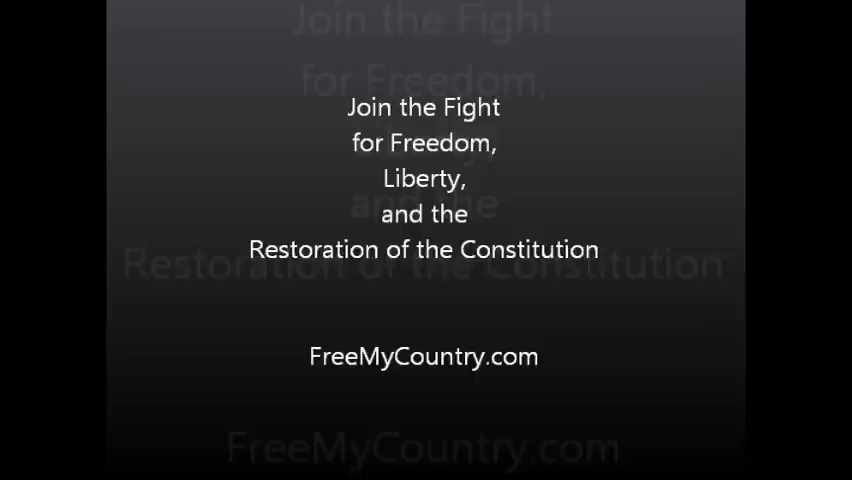 Join the Fight
for Freedom,
Liberty,
and the
Restoration of the Constitution
FreeMyCountry.com